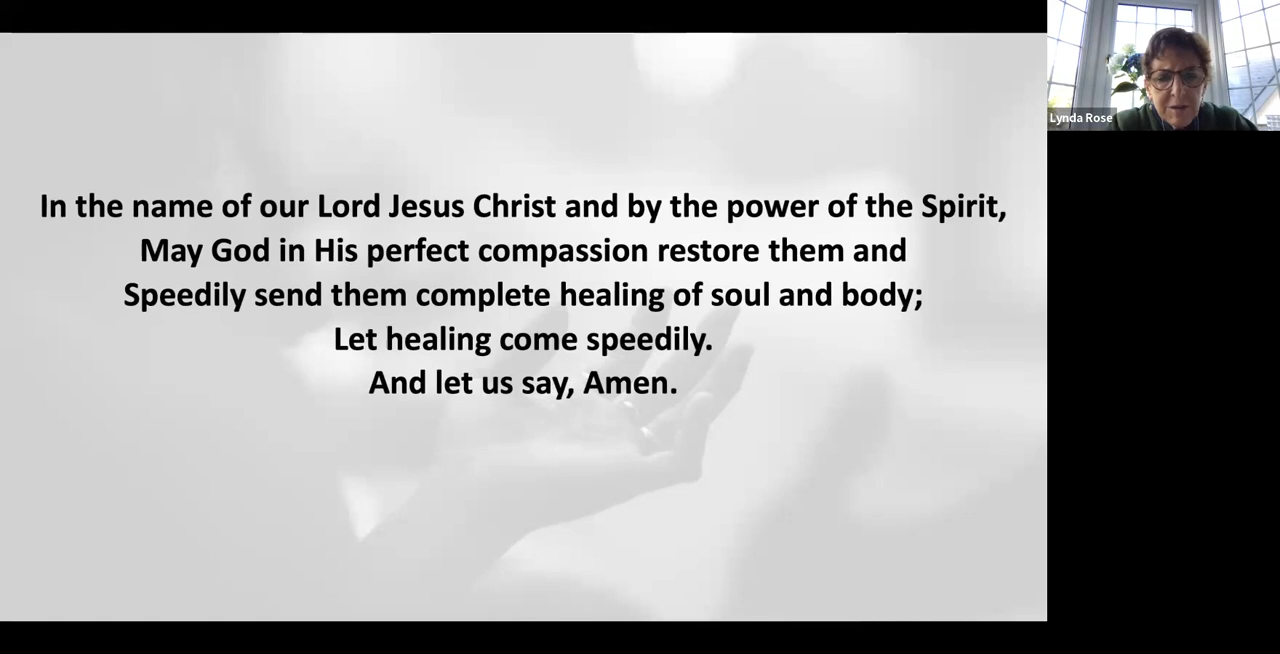 In the name of our Lord Jesus Christ and by the power of the Spirit,
May God in His perfect compassion restore them and
Speedily send them complete healing of soul and body;
Let healing come speedily.
And let us say, Amen.
Lynda Rose